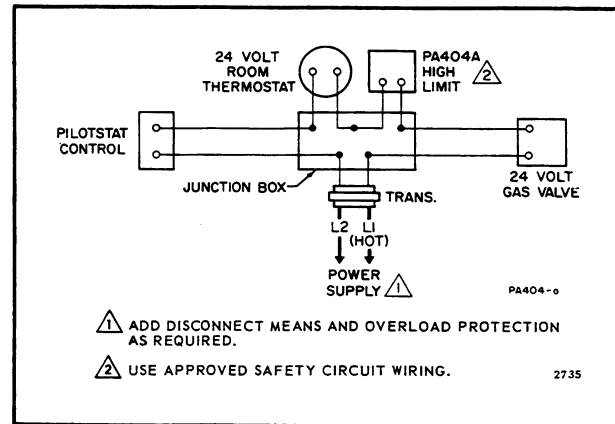 24 VOLT
ROOM
THERMOSTAT
PA404A
HIGH
LIMIT
2
PILOTSTAT
CONTROL
JUNCTION BOX
TRANS.
24 VOLT
GAS VALVE
L2 L1
(HOT)
POWER
SUPPLY 1
PA404-o
1 ADD DISCONNECT MEANS AND OVERLOAD PROTECTION
AS REQUIRED.
2 USE APPROVED SAFETY CIRCUIT WIRING.
2735